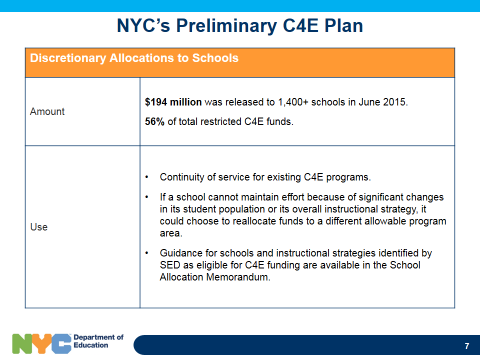 NYC's Preliminary C4E Plan
Discretionary Allocations to Schools
Amount
$194 million was released to 1,400+ schools in June 2015.
56% of total restricted C4E funds.
Use
• Continuity of service for existing C4E programs.
• If a school cannot maintain effort because of significant changes
in its student population or its overall instructional strategy, it
could choose to reallocate funds to a different allowable program
area.
• Guidance for schools and instructional strategies identified by
SED as eligible for C4E funding are available in the School
Allocation Memorandum.
NYC Department of
Education
7